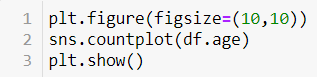 1 plt.figure(figsize=(10,10))
2 sns.countplot(df.age)
3 plt.show()